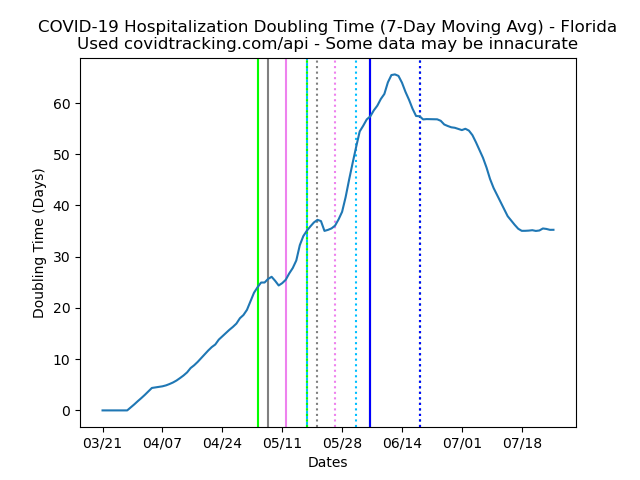 COVID-19 Hospitalization Doubling Time (7-Day Moving Avg) - Florida
Used covidtracking.com/api - Some data may be innacurate
Doubling Time (Days)
60
50
40
30
20
10
0
03/21 04/07 04/24 05/11 05/28 06/14 07/01 07/18
Dates